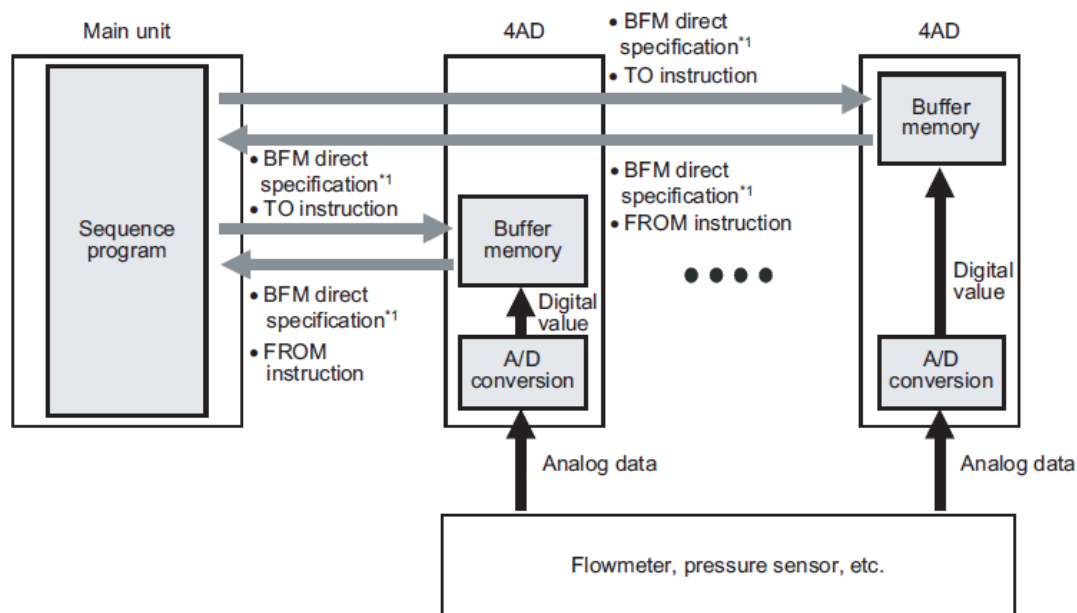 Main unit
4AD
• BFM direct
specification*1
• TO instruction
4AD
Buffer
memory
• BFM direct
specification*1
• TO instruction
• BFM direct
specification*1
• FROM instruction
Sequence
program
Buffer
memory
Digital
value
• BFM direct
specification*1
• FROM
instruction
Digital
value
A/D
conversion
A/D
conversion
Analog data
Analog data
Flowmeter, pressure sensor, etc.